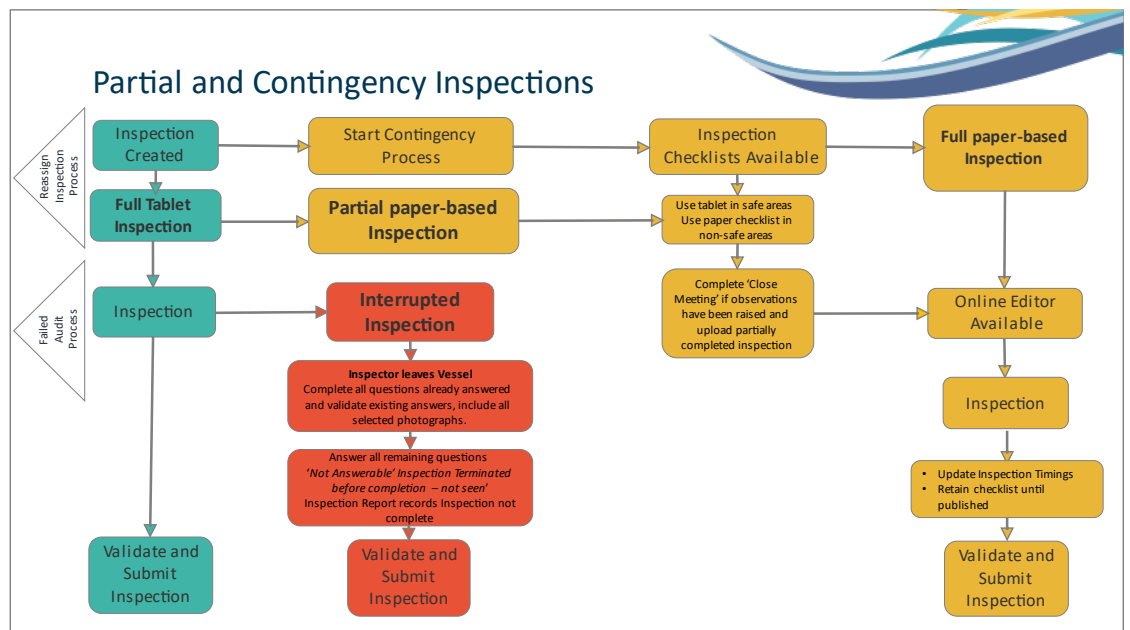 Partial and Contingency Inspections
Reassign
Inspection
Process
Inspection
Created
Start Contingency
Process
Inspection
Checklists Available
Full paper-based
Inspection
Full Tablet
Inspection
Partial paper-based
Inspection
Use tablet in safe areas
Use paper checklist in
non-safe areas
Failed
Audit
Process
Inspection
Interrupted
Inspection
Complete ‘Close
Meeting’ if observations
have been raised and
upload partially
completed inspection
Online Editor
Available
Inspector leaves Vessel
Complete all questions already answered
and validate existing answers, include all
selected photographs.
Inspection
Answer all remaining questions
‘Not Answerable’ Inspection Terminated
before completion – not seen’
Inspection Report records Inspection not
complete
• Update Inspection Timings
• Retain checklist until
published
Validate and
Submit
Inspection
Validate and
Submit
Inspection
Validate and
Submit
Inspection